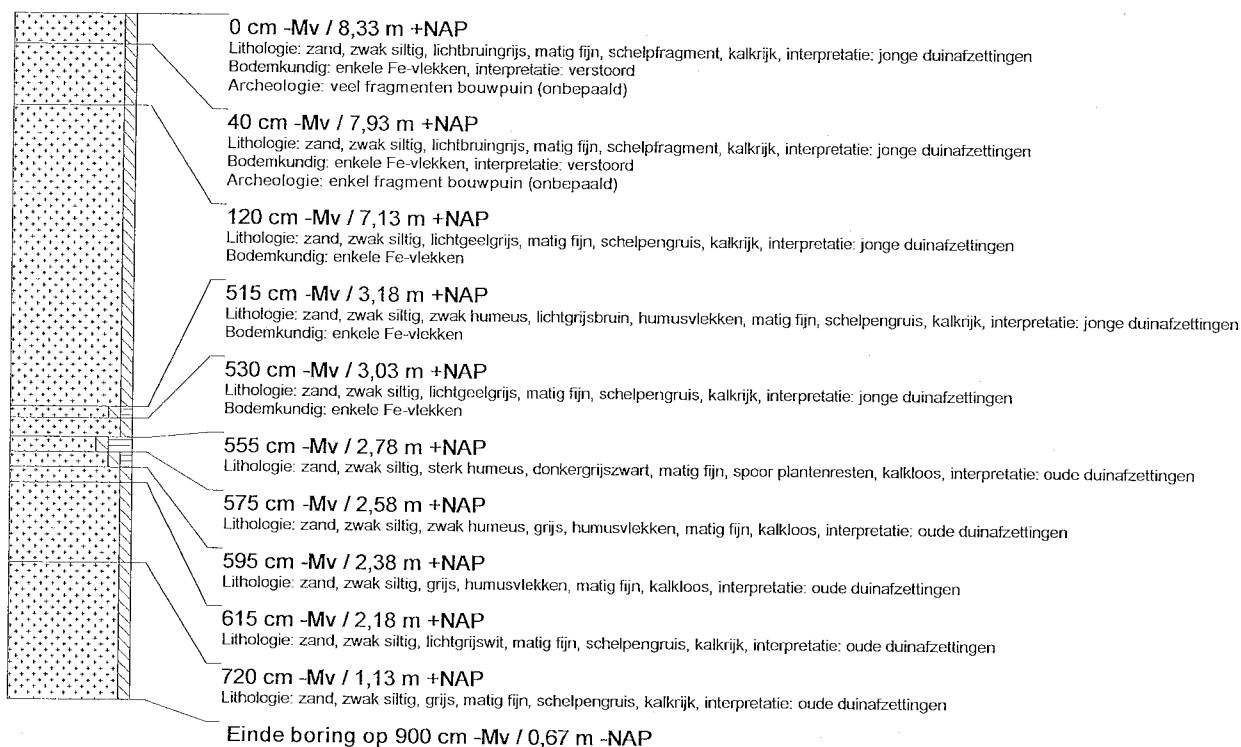 0 cm -Mv / 8,33 m +NAP
Lithologie: zand, zwak siltig, lichtbruingrijs, matig fijn, schelpfragment, kalkrijk, interpretatie: jonge duinafzettingen
Bodemkundig: enkele Fe-vlekken, interpretatie: verstoord
Archeologie: veel fragmenten bouwpuin (onbepaald)
40 cm -Mv / 7,93 m +NAP
Lithologie: zand, zwak siltig, lichtbruingrijs, matig fijn, schelpfragment, kalkrijk, interpretatie: jonge duinafzettingen
Bodemkundig: enkele Fe-vlekken, interpretatie: verstoord
Archeologie: enkel fragment bouwpuin (onbepaald)
120 cm -Mv / 7,13 m +NAP
Lithologie: zand, zwak siltig, lichtgeelgrijs, matig fijn, schelpengruis, kalkrijk, interpretatie: jonge duinafzettingen
Bodemkundig: enkele Fe-vlekken
515 cm -Mv / 3,18 m +NAP
Lithologie: zand, zwak siltig, zwak humeus, lichtgrijsbruin, humusvlekken, matig fijn, schelpengruis, kalkrijk, interpretatie: jonge duinafzettingen
Bodemkundig: enkele Fe-vlekken
530 cm -Mv / 3,03 m +NAP
Lithologie: zand, zwak siltig, lichtgeelgrijs, matig fijn, schelpengruis, kalkrijk, interpretatie: jonge duinafzettingen
Bodemkundig: enkele Fe-vlekken
555 cm -Mv / 2,78 m +NAP
Lithologie: zand, zwak siltig, sterk humeus, donkergrijszwart, matig fijn, spoor plantenresten, kalkloos, interpretatie: oude duinafzettingen
575 cm -Mv / 2,58 m +NAP
Lithologie: zand, zwak siltig, zwak humeus, grijs, humusvlekken, matig fijn, kalkloos, interpretatie: oude duinafzettingen
595 cm -Mv / 2,38 m +NAP
Lithologie: zand, zwak siltig, grijs, humusvlekken, matig fijn, kalkloos, interpretatie: oude duinafzettingen
615 cm -Mv / 2,18 m +NAP
Lithologie: zand, zwak siltig, lichtgrijswit, matig fijn, schelpengruis, kalkrijk, interpretatie: oude duinafzettingen
720 cm -Mv / 1,13 m +NAP
Lithologie: zand, zwak siltig, grijs, matig fijn, schelpengruis, kalkrijk, interpretatie: oude duinafzettingen
Einde boring op 900 cm -Mv / 0,67 m -NAP